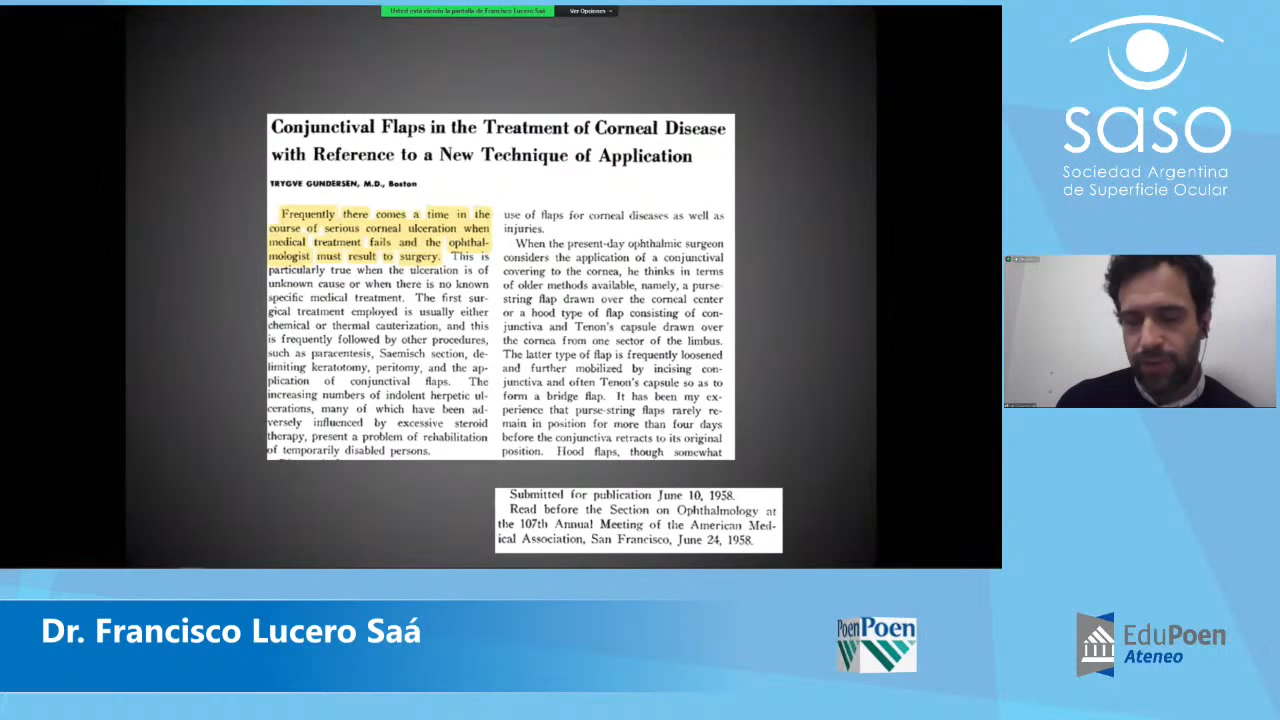 Usted está viendo la pantalla de Francisco Lucero Saá
Ver Opciones
Conjunctival Flaps in the Treatment of Corneal Disease
with Reference to a New Technique of Application
TRYGVE GUNDERSEN, M.D., Boston
Frequently there comes a time in the
course of serious corneal ulceration when
medical treatment fails and the ophthal-
mologist must result to surgery. This is
particularly true when the ulceration is of
unknown cause or when there is no known
specific medical treatment. The first sur-
gical treatment employed is usually either
chemical or thermal cauterization, and this
is frequently followed by other procedures,
such as paracentesis, Saemisch section, de-
limiting keratotomy, peritomy, and the ap-
plication of conjunctival flaps. The
increasing numbers of indolent herpetic ul-
cerations, many of which have been ad-
versely influenced by excessive steroid
therapy, present a problem of rehabilitation
of temporarily disabled persons.
use of flaps for corneal diseases as well as
injuries.
When the present-day ophthalmic surgeon
considers the application of a conjunctival
covering to the cornea, he thinks in terms
of older methods available, namely, a purse-
string flap drawn over the corneal center
or a hood type of flap consisting of con-
junctiva and Tenon's capsule drawn over
the cornea from one sector of the limbus.
The latter type of flap is frequently loosened
and further mobilized by incising con-
junctiva and often Tenon's capsule so as to
form a bridge flap. It has been my ex-
perience that purse-string flaps rarely re-
main in position for more than four days
before the conjunctiva retracts to its original
position. Hood flaps, though somewhat
Submitted for publication June 10, 1958.
Read before the Section on Ophthalmology at
the 107th Annual Meeting of the American Med-
ical Association, San Francisco, June 24, 1958.
saso
Sociedad Argentina
de Superficie Ocular
Dr. Francisco Lucero Saá
Poen Poen
EduPoen
Ateneo